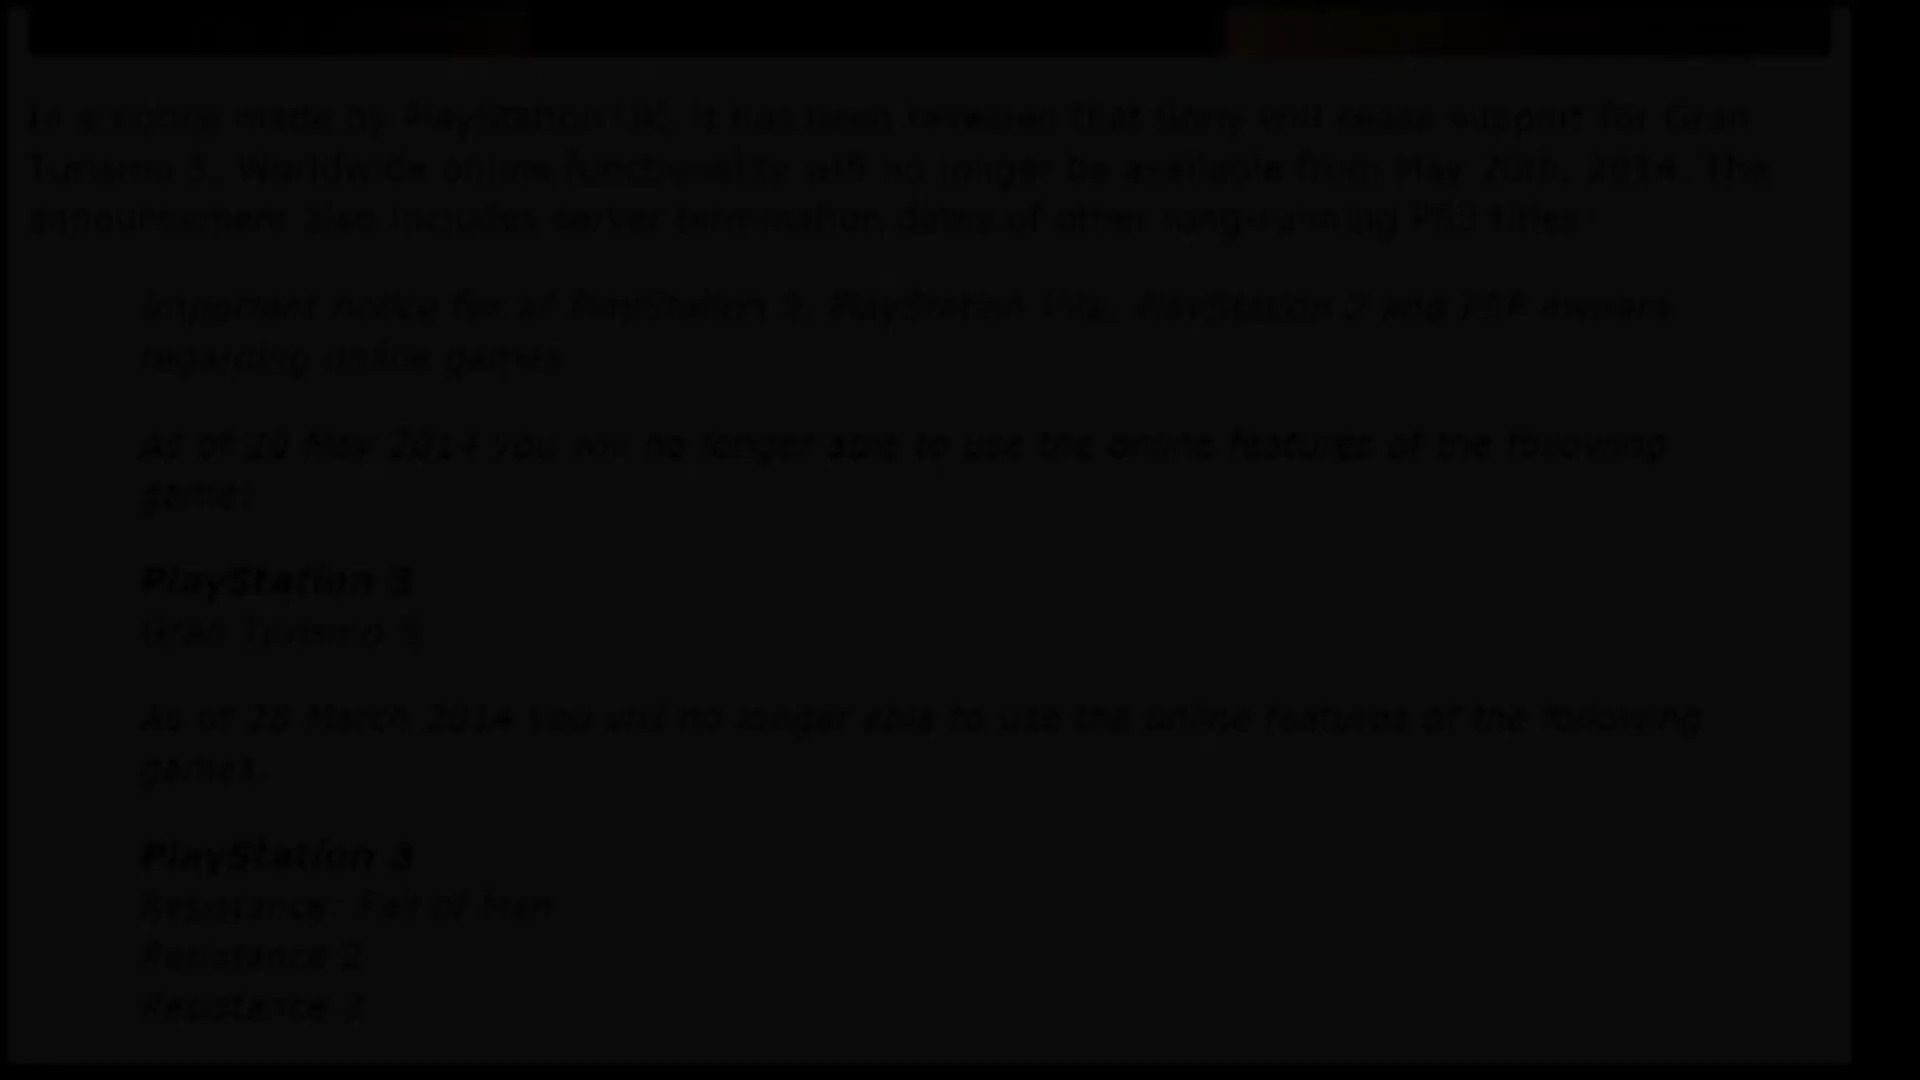 In a notice made by PlayStation UK, it has been revealed that Sony will cease support for Gran
Turismo 5. Worldwide online functionality will no longer be available from May 20th, 2014. The
announcement also includes server termination dates of other long-running PS3 titles:
Important notice for all PlayStation 3, PlayStation Vita, PlayStation 2 and PSP owners
regarding online games
As of 20 May 2014 you will no longer able to use the online features of the following
game:
PlayStation 3
Gran Turismo 5
As of 28 March 2014 you will no longer able to use the online features of the following
games:
PlayStation 3
Resistance: Fall of Man
Resistance 2
Resistance 3